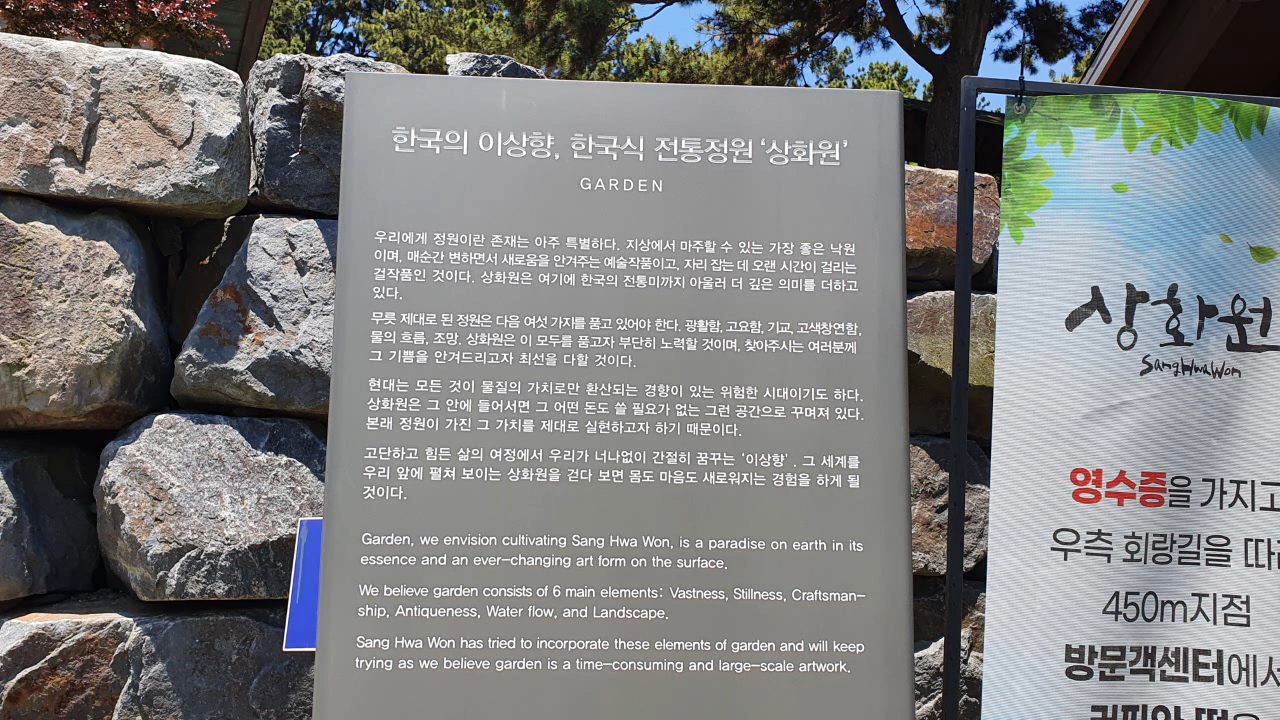 한국의 이상향, 한국식 전통정원 ‘상화원’
GARDEN
우리에게 정원이란 존재는 아주 특별하다. 지상에서 마주할 수 있는 가장 좋은 낙원
이며, 매순간 변하면서 새로움을 안겨주는 예술작품이고, 자리 잡는 데 오랜 시간이 걸리는
걸작품인 것이다. 상화원은 여기에 한국의 전통미까지 아울러 더 깊은 의미를 더하고
있다.
무릇 제대로 된 정원은 다음 여섯 가지를 품고 있어야 한다. 광활함, 고요함, 기교, 고색창연함,
물의 흐름, 조망. 상화원은 이 모두를 품고자 부단히 노력할 것이며, 찾아주시는 여러분께
그 기쁨을 안겨드리고자 최선을 다할 것이다.
현대는 모든 것이 물질의 가치로만 환산되는 경향이 있는 위험한 시대이기도 하다.
상화원은 그 안에 들어서면 그 어떤 돈도 쓸 필요가 없는 그런 공간으로 꾸며져 있다.
본래 정원이 가진 그 가치를 제대로 실현하고자 하기 때문이다.
고단하고 힘든 삶의 여정에서 우리가 너나없이 간절히 꿈꾸는 ‘이상향’. 그 세계를
우리 앞에 펼쳐 보이는 상화원을 걷다 보면 몸도 마음도 새로워지는 경험을 하게 될
것이다.
Garden, we envision cultivating Sang Hwa Won, is a paradise on earth in its
essence and an ever-changing art form on the surface.
We believe garden consists of 6 main elements: Vastness, Stillness, Craftsman-
ship, Antiqueness, Water flow, and Landscape.
Sang Hwa Won has tried to incorporate these elements of garden and will keep
trying as we believe garden is a time-consuming and large-scale artwork.
상화원
SangHwaWon
영수증을 가지고
우측 회랑길을 따
450m지점
방문객센터에서
커피와 떡을